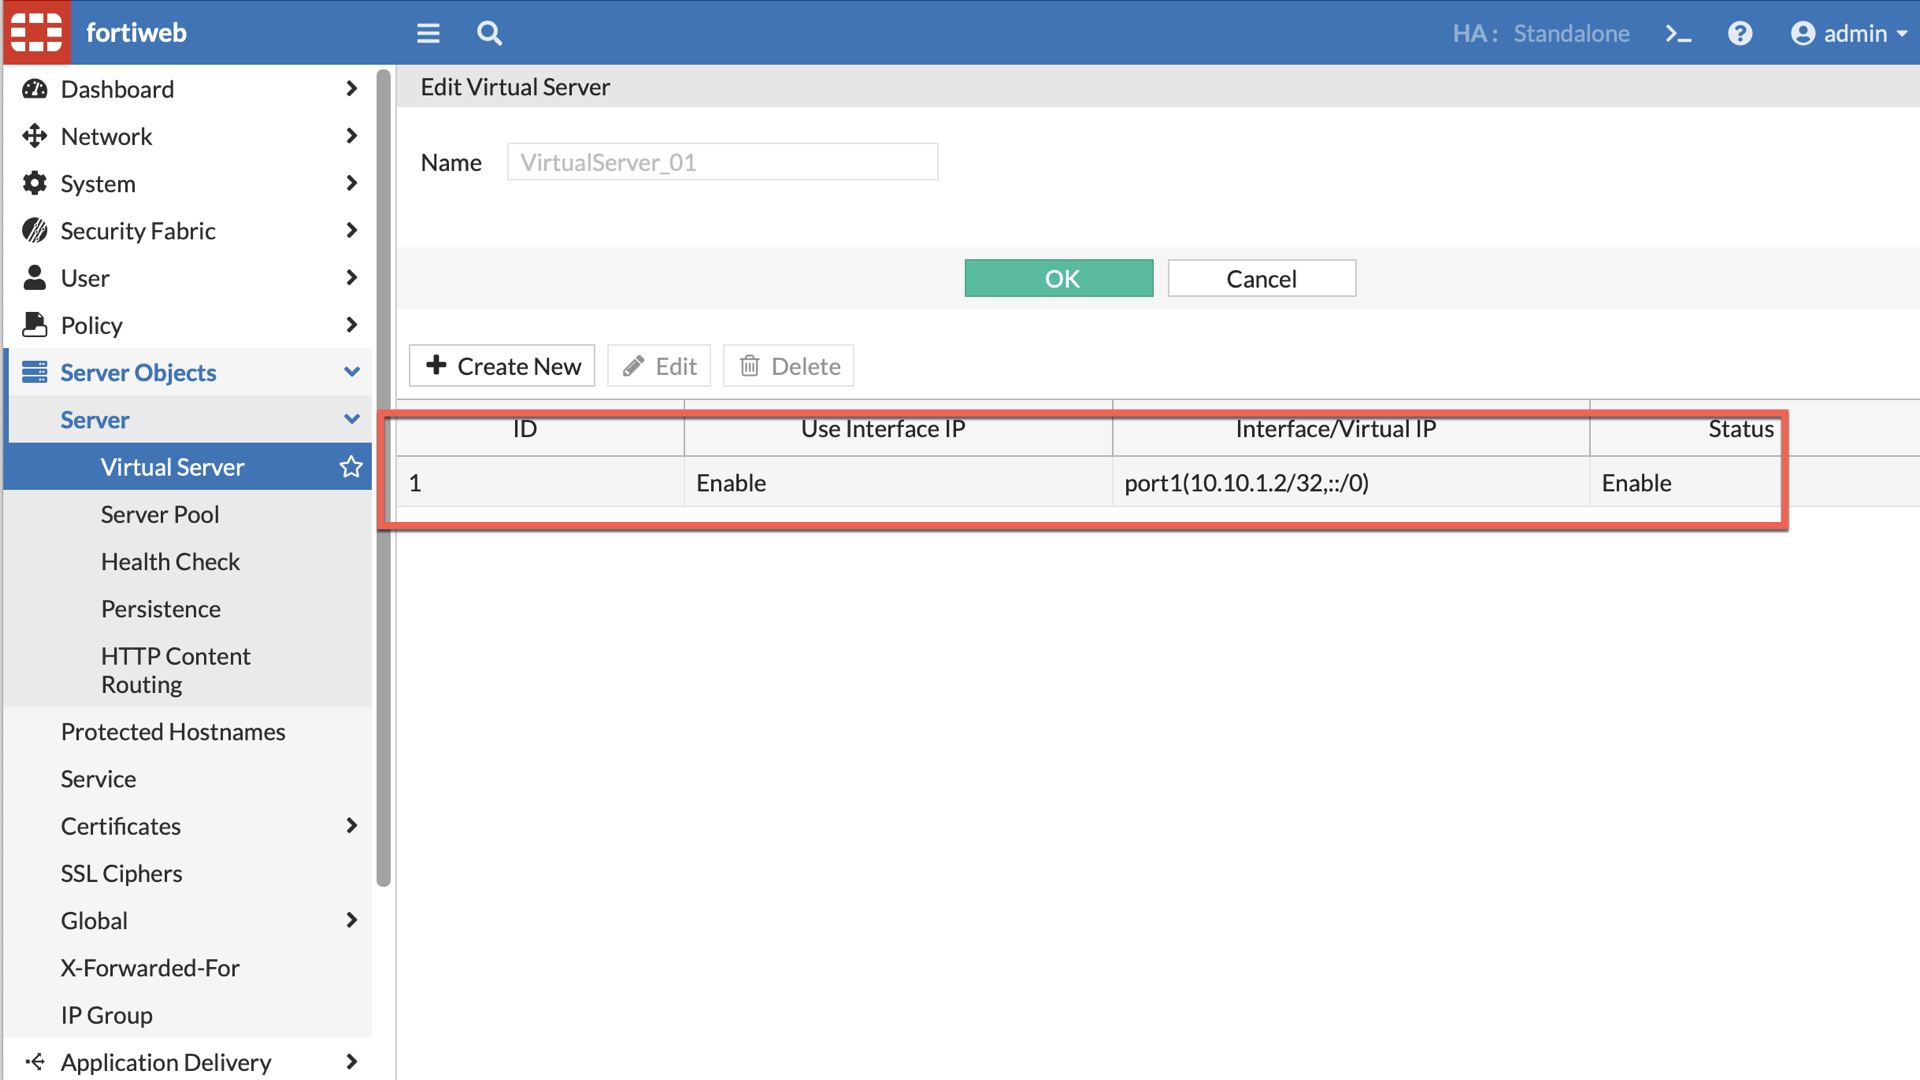 fortiweb
HA: Standalone
admin
Dashboard
Network
System
Security Fabric
User
Policy
Server Objects
Server
Virtual Server
Server Pool
Health Check
Persistence
HTTP Content
Routing
Protected Hostnames
Service
Certificates
SSL Ciphers
Global
X-Forwarded-For
IP Group
Application Delivery
Edit Virtual Server
Name VirtualServer_01
OK Cancel
Create New Edit Delete
ID Use Interface IP Interface/Virtual IP Status
1 Enable port1(10.10.1.2/32,::/0) Enable